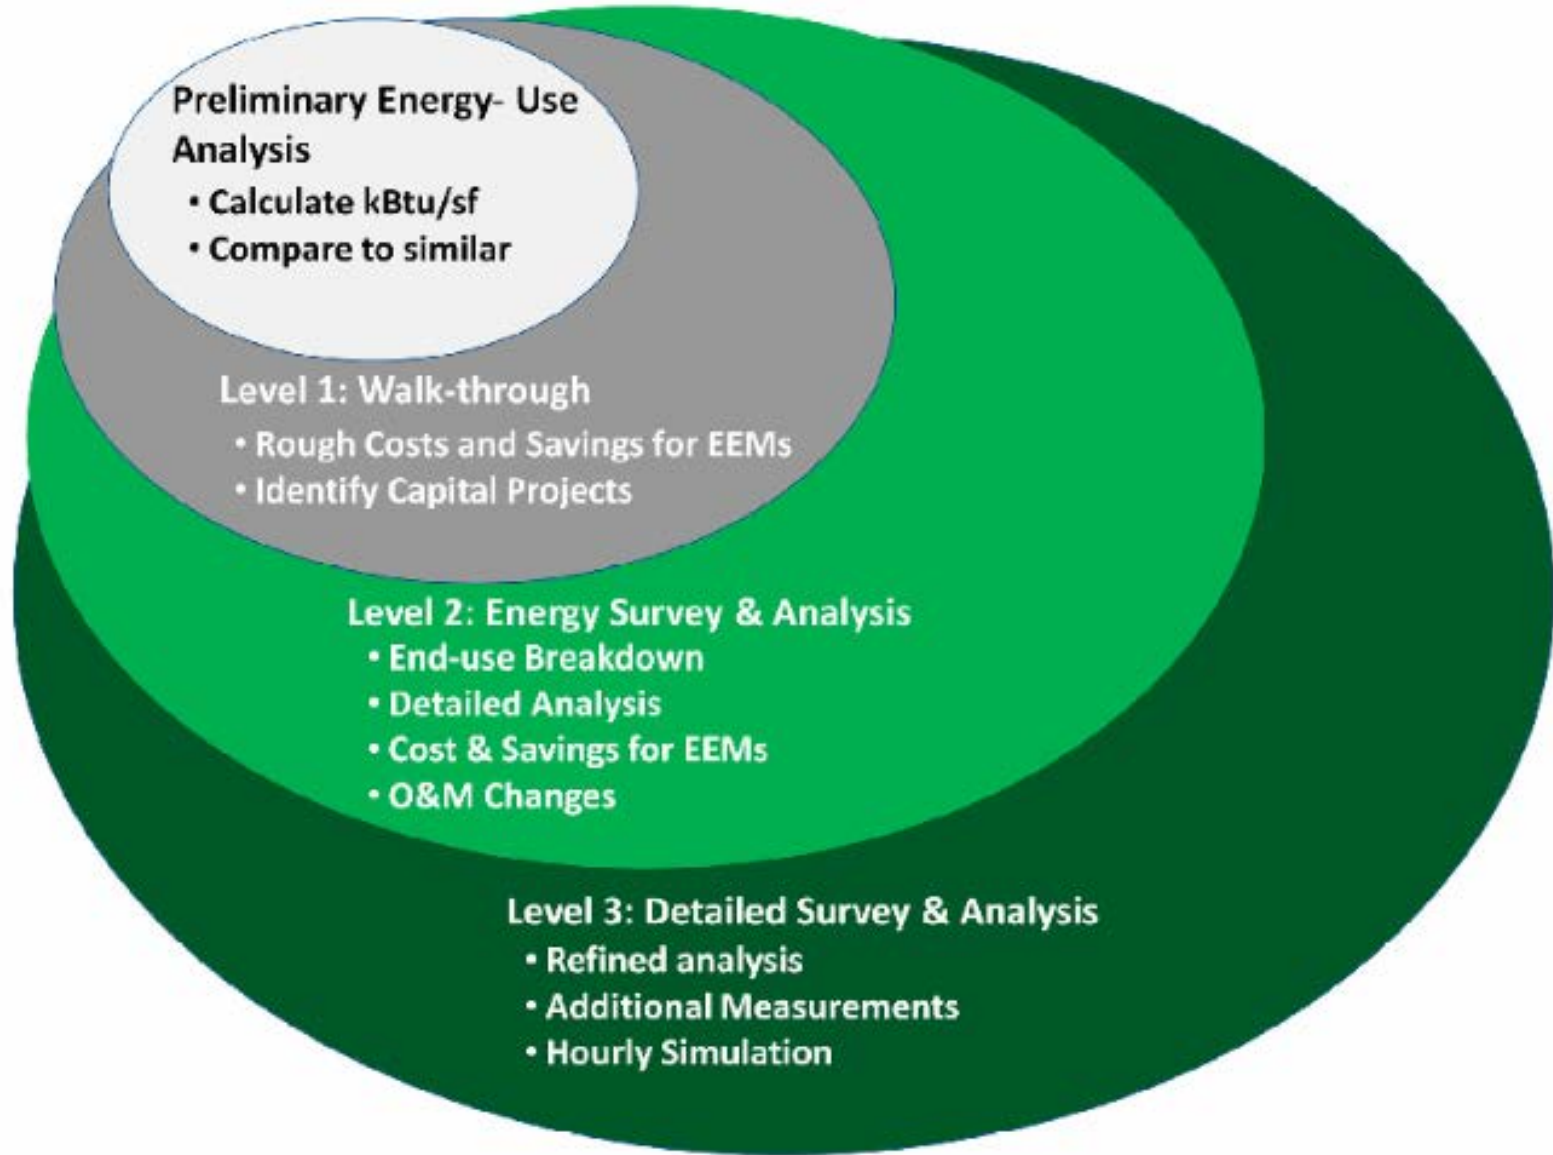 Preliminary Energy- Use
Analysis
• Calculate kBtu/sf
• Compare to similar
Level 1: Walk-through
• Rough Costs and Savings for EEMs
• Identify Capital Projects
Level 2: Energy Survey & Analysis
• End-use Breakdown
• Detailed Analysis
• Cost & Savings for EEMs
• O&M Changes
Level 3: Detailed Survey & Analysis
• Refined analysis
• Additional Measurements
• Hourly Simulation